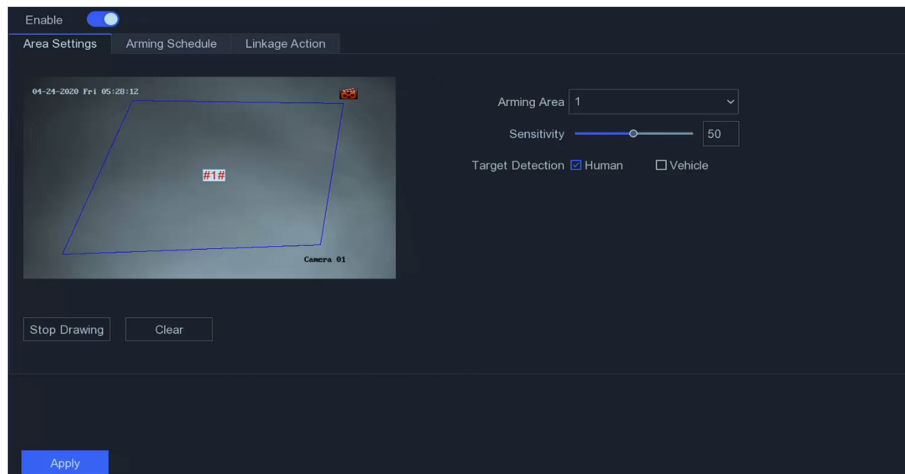 Enable
Area Settings Arming Schedule Linkage Action
04-24-2020 Fri 05:28:12
#1#
Camera 01
Arming Area 1
Sensitivity 50
Target Detection Human Vehicle
Stop Drawing Clear
Apply